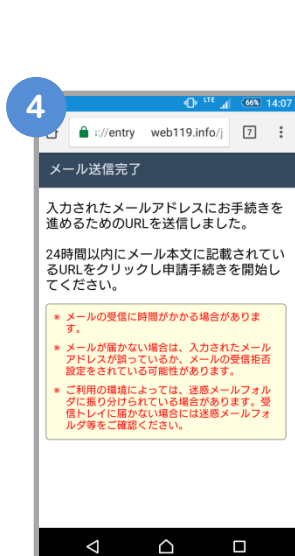 4
LTE 66% 14:07
://entry web119.info/j 7
メール送信完了
入力されたメールアドレスにお手続きを
進めるためのURLを送信しました。
24時間以内にメール本文に記載されてい
るURLをクリックし申請手続きを開始し
てください。
* メールの受信に時間がかかる場合がありま
す。
* メールが届かない場合は、入力されたメール
アドレスが誤っているか、メールの受信拒否
設定をされている可能性があります。
* ご利用の環境によっては、迷惑メールフォル
ダに振り分けられている場合があります。受
信トレイに届かない場合には迷惑メールフォ
ルダ等をご確認ください。